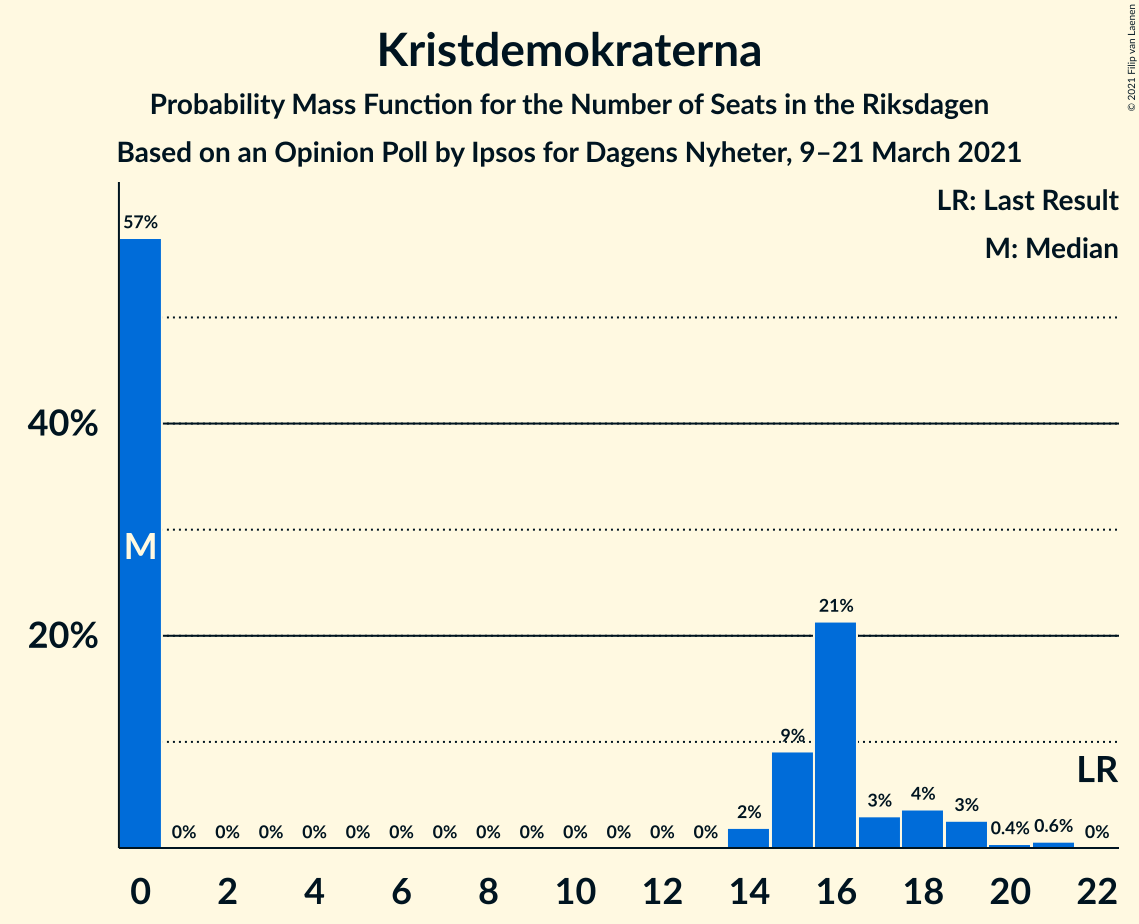 Kristdemokraterna
Probability Mass Function for the Number of Seats in the Riksdagen
Based on an Opinion Poll by Ipsos for Dagens Nyheter, 9–21 March 2021
© 2021 Filip van Laenen
LR: Last Result
M: Median
57%
40%
M
21%
20%
9%
LR
2% 3% 4% 3% 0.4% 0.6% 0%
0% 0% 0% 0% 0% 0% 0% 0% 0% 0% 0% 0% 0%
0 2 4 6 8 10 12 14 16 18 20 22